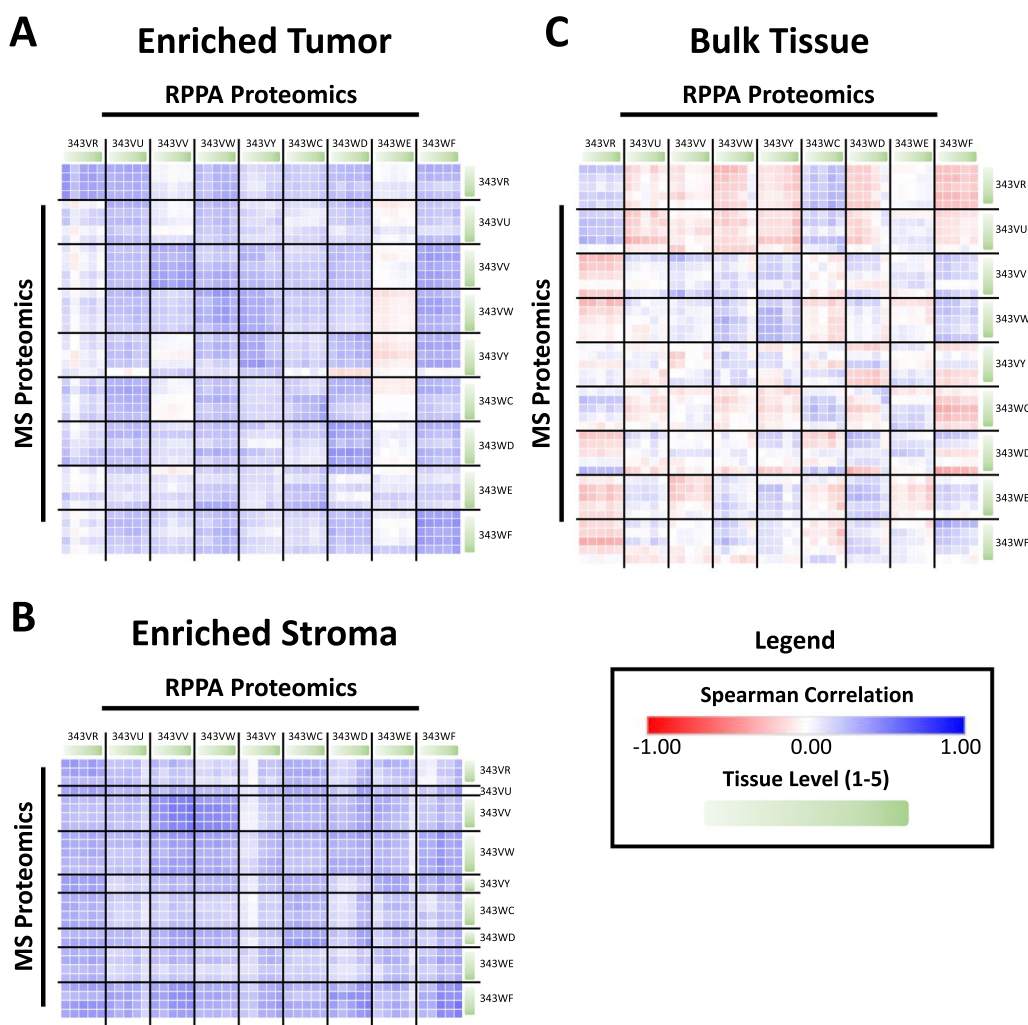 A
Enriched Tumor
RPPA Proteomics
343VR 343VU 343VV 343VW 343VY 343WC 343WD 343WE 343WF
343VR
343VU
343VV
343VW
343VY
343WC
343WD
343WE
343WF
MS Proteomics
C
Bulk Tissue
RPPA Proteomics
343VR 343VU 343VV 343VW 343VY 343WC 343WD 343WE 343WF
343VR
343VU
343VV
343VW
343VY
343WC
343WD
343WE
343WF
MS Proteomics
B
Enriched Stroma
RPPA Proteomics
343VR 343VU 343VV 343VW 343VY 343WC 343WD 343WE 343WF
343VR
343VU
343VV
343VW
343VY
343WC
343WD
343WE
343WF
MS Proteomics
Legend
Spearman Correlation
-1.00 0.00 1.00
Tissue Level (1-5)